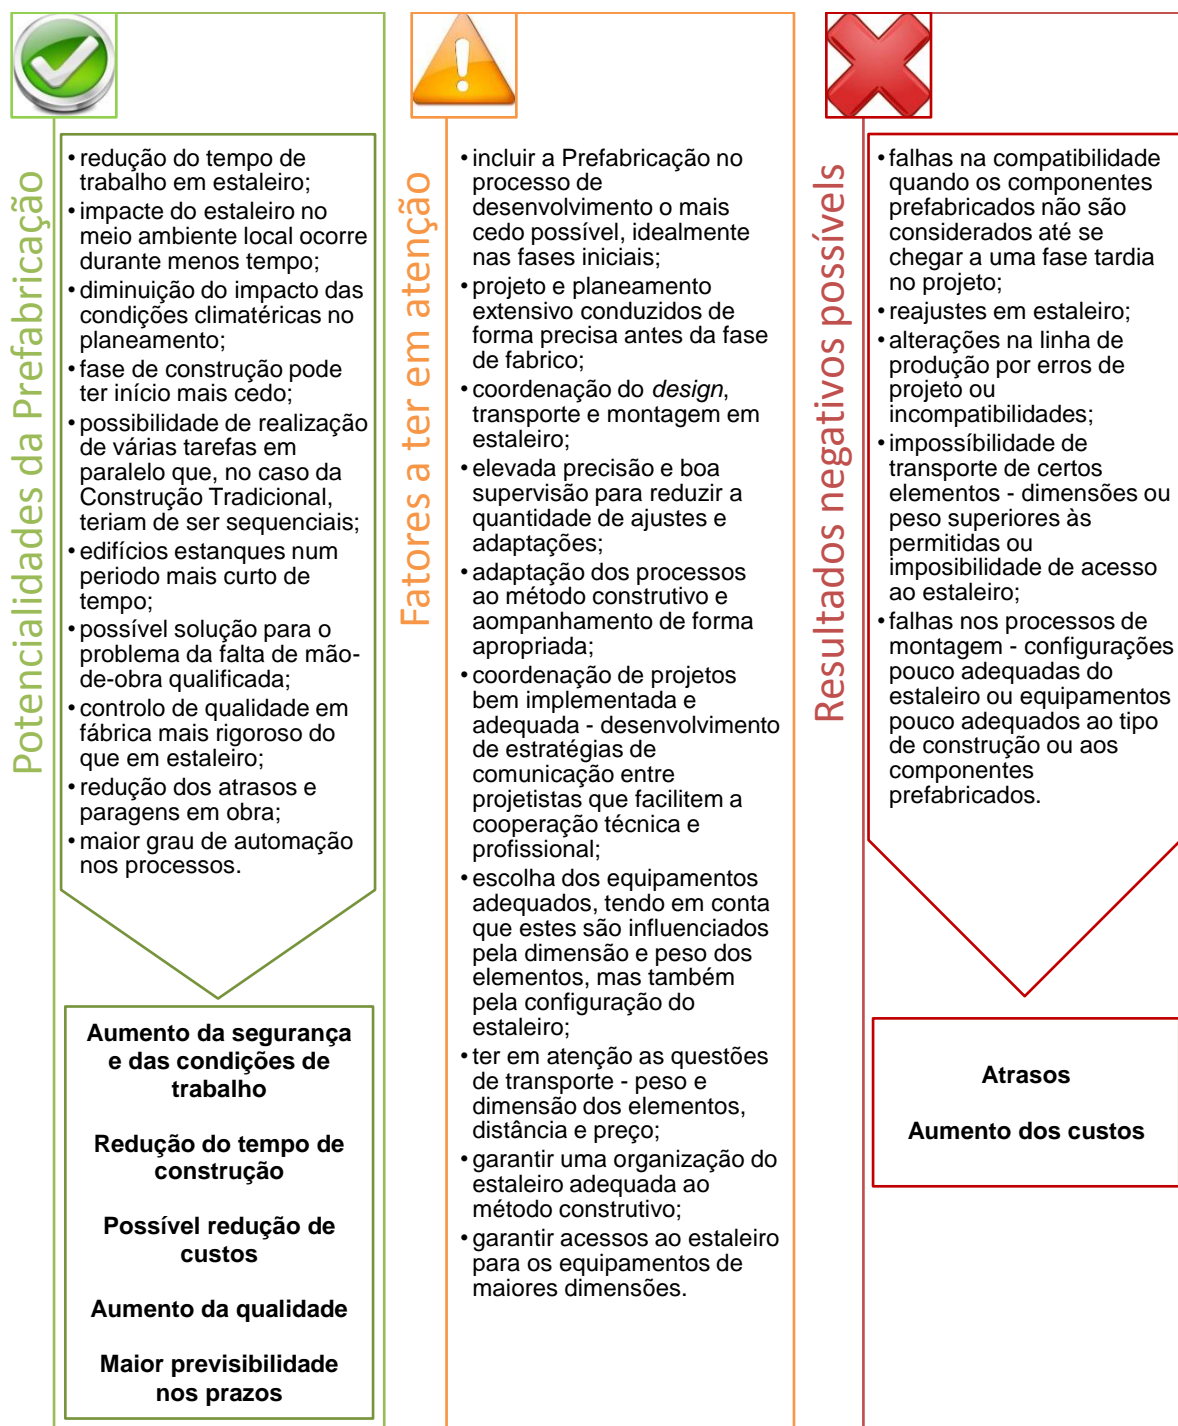 Potencialidades da Prefabricação
• redução do tempo de
trabalho em estaleiro;
• impacte do estaleiro no
meio ambiente local ocorre
durante menos tempo;
• diminuição do impacto das
condições climatéricas no
planeamento;
• fase de construção pode
ter início mais cedo;
• possibilidade de realização
de várias tarefas em
paralelo que, no caso da
Construção Tradicional,
teriam de ser sequenciais;
• edifícios estanques num
periodo mais curto de
tempo;
• possível solução para o
problema da falta de mão-
de-obra qualificada;
• controlo de qualidade em
fábrica mais rigoroso do
que em estaleiro;
• redução dos atrasos e
paragens em obra;
• maior grau de automação
nos processos.
Aumento da segurança
e das condições de
trabalho
Redução do tempo de
construção
Possível redução de
custos
Aumento da qualidade
Maior previsibilidade
nos prazos
Fatores a ter em atenção
• incluir a Prefabricação no
processo de
desenvolvimento o mais
cedo possível, idealmente
nas fases iniciais;
• projeto e planeamento
extensivo conduzidos de
forma precisa antes da fase
de fabrico;
• coordenação do design,
transporte e montagem em
estaleiro;
• elevada precisão e boa
supervisão para reduzir a
quantidade de ajustes e
adaptações;
• adaptação dos processos
ao método construtivo e
aompanhamento de forma
apropriada;
• coordenação de projetos
bem implementada e
adequada - desenvolvimento
de estratégias de
comunicação entre
projetistas que facilitem a
cooperação técnica e
profissional;
• escolha dos equipamentos
adequados, tendo em conta
que estes são influenciados
pela dimensão e peso dos
elementos, mas também
pela configuração do
estaleiro;
• ter em atenção as questões
de transporte - peso e
dimensão dos elementos,
distância e preço;
• garantir uma organização do
estaleiro adequada ao
método construtivo;
• garantir acessos ao estaleiro
para os equipamentos de
maiores dimensões.
Resultados negativos possíveis
• falhas na compatibilidade
quando os componentes
prefabricados não são
considerados até se
chegar a uma fase tardia
no projeto;
• reajustes em estaleiro;
• alterações na linha de
produção por erros de
projeto ou
incompatibilidades;
• impossíbilidade de
transporte de certos
elementos - dimensões ou
peso superiores às
permitidas ou
imposibilidade de acesso
ao estaleiro;
• falhas nos processos de
montagem - configurações
pouco adequadas do
estaleiro ou equipamentos
pouco adequados ao tipo
de construção ou aos
componentes
prefabricados.
Atrasos
Aumento dos custos